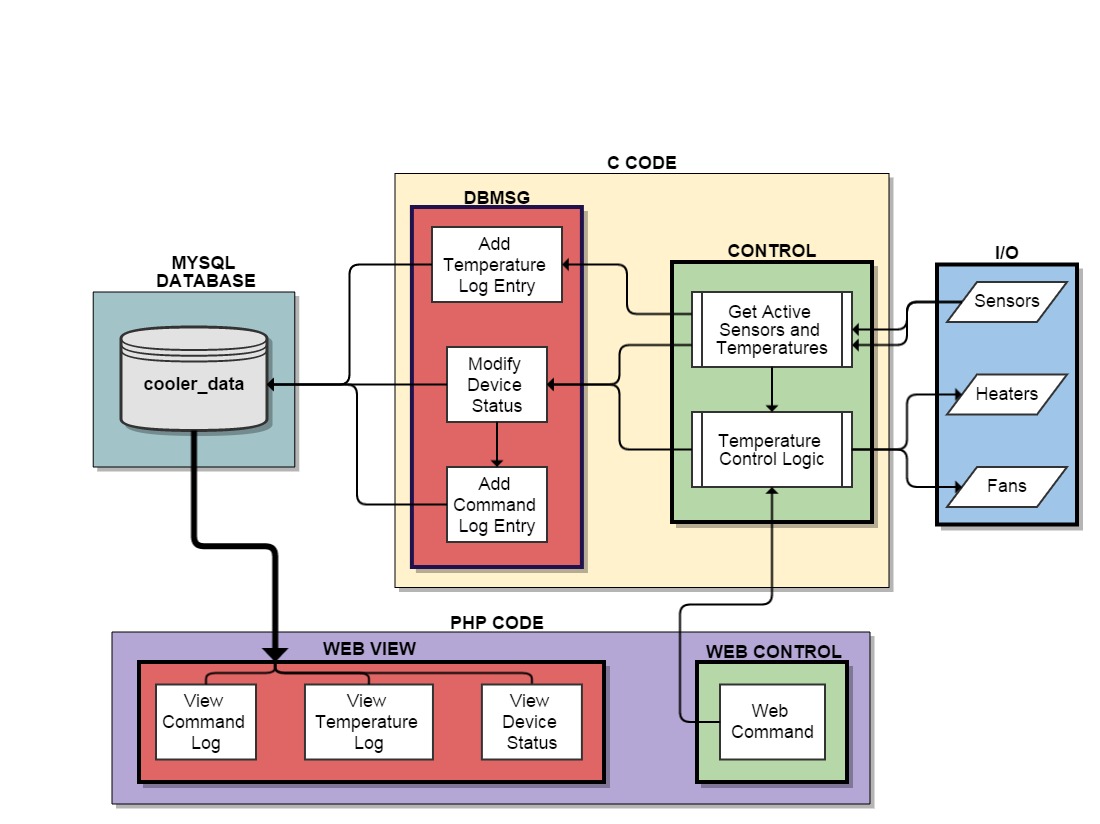 C CODE
DBMSG
Add
Temperature
Log Entry
Modify
Device
Status
Add
Command
Log Entry
CONTROL
Get Active
Sensors and
Temperatures
Temperature
Control Logic
I/O
Sensors
Heaters
Fans
MYSQL
DATABASE
cooler_data
PHP CODE
WEB VIEW
View
Command
Log
View
Temperature
Log
View
Device
Status
WEB CONTROL
Web
Command